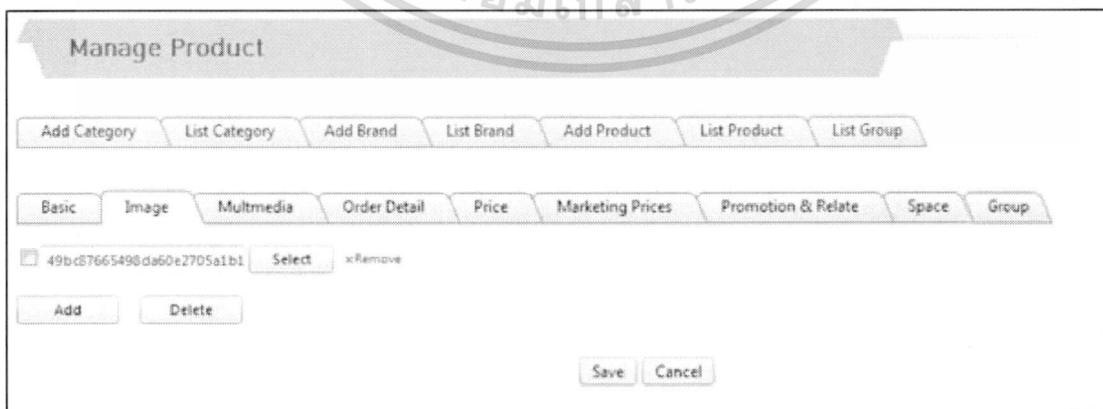 Manage Product
Add Category List Category Add Brand List Brand Add Product List Product List Group
Basic Image Multmedia Order Detail Price Marketing Prices Promotion & Relate Space Group
49bc87665498da60e2705a1b1 Select x Remove
Add Delete
Save Cancel